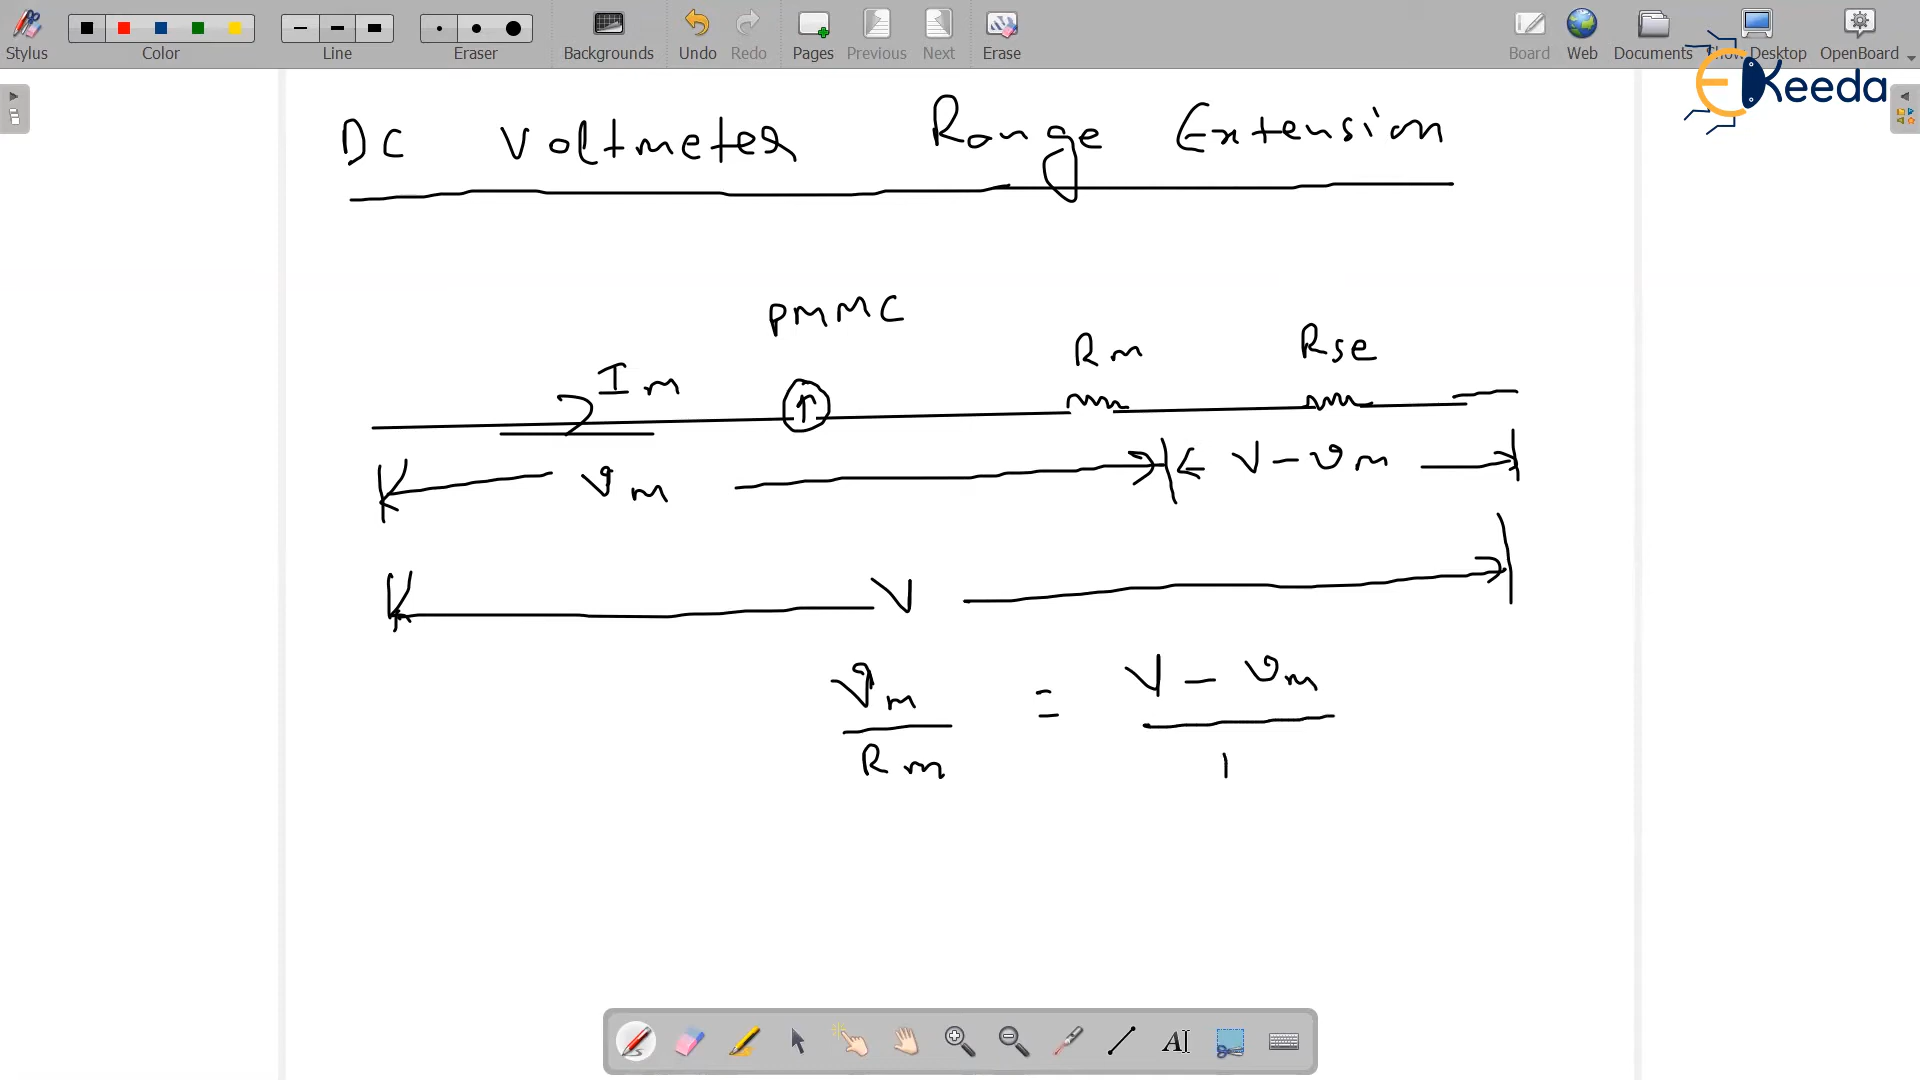 Stylus Color Line Eraser Backgrounds Undo Redo Pages Previous Next Erase Board Web Documents Show Desktop OpenBoard
EKeeda
DC Voltmeter Range Extension
PMMC
Im Rm Rse
vm V - vm
V
vm = V - vm
Rm